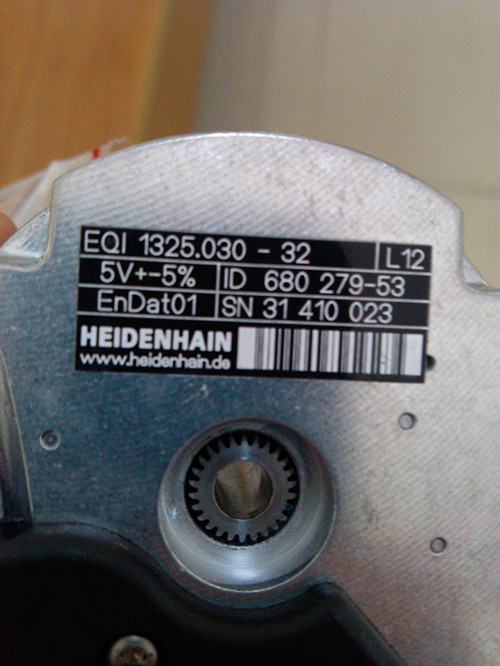 EQI 1325.030 - 32 L12
5V+-5% ID 680 279-53
EnDat01 SN 31 410 023
HEIDENHAIN
www.heidenhain.de